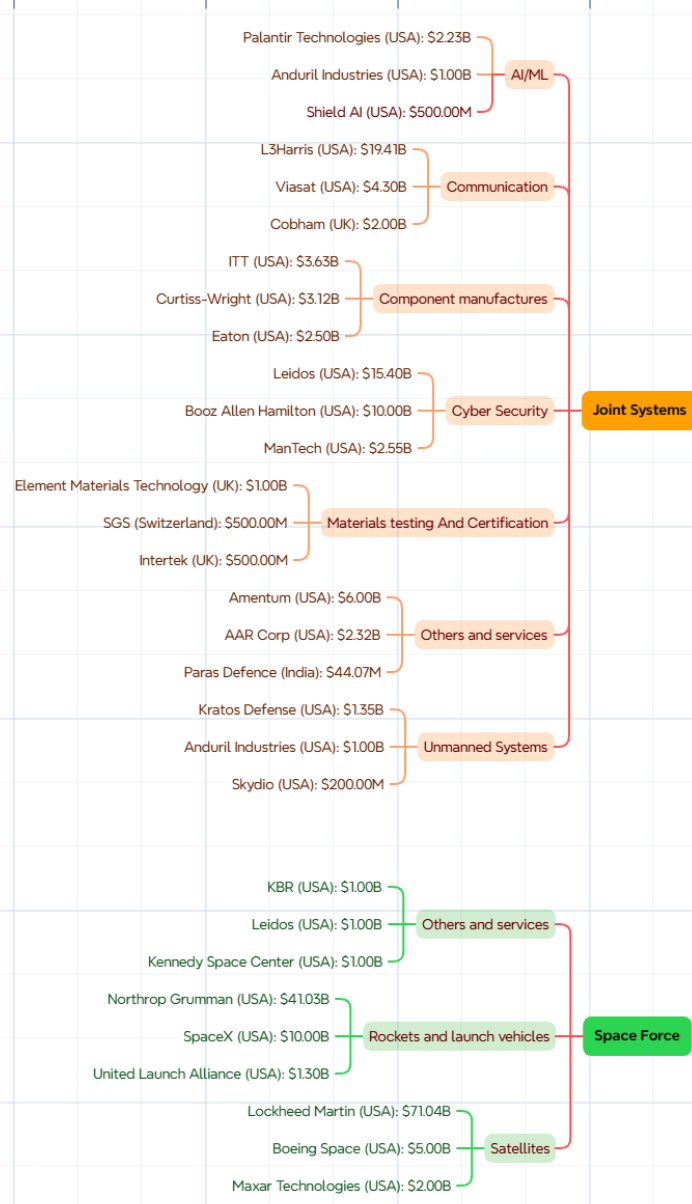 Palantir Technologies (USA): $2.23B
Anduril Industries (USA): $1.00B
AI/ML
Shield AI (USA): $500.00M
L3Harris (USA): $19.41B
Viasat (USA): $4.30B
Communication
Cobham (UK): $2.00B
ITT (USA): $3.63B
Curtiss-Wright (USA): $3.12B
Component manufactures
Eaton (USA): $2.50B
Leidos (USA): $15.40B
Booz Allen Hamilton (USA): $10.00B
Cyber Security
Joint Systems
ManTech (USA): $2.55B
Element Materials Technology (UK): $1.00B
SGS (Switzerland): $500.00M
Materials testing And Certification
Intertek (UK): $500.00M
Amentum (USA): $6.00B
AAR Corp (USA): $2.32B
Others and services
Paras Defence (India): $44.07M
Kratos Defense (USA): $1.35B
Anduril Industries (USA): $1.00B
Unmanned Systems
Skydio (USA): $200.00M
KBR (USA): $1.00B
Leidos (USA): $1.00B
Others and services
Kennedy Space Center (USA): $1.00B
Northrop Grumman (USA): $41.03B
SpaceX (USA): $10.00B
Rockets and launch vehicles
Space Force
United Launch Alliance (USA): $1.30B
Lockheed Martin (USA): $71.04B
Boeing Space (USA): $5.00B
Satellites
Maxar Technologies (USA): $2.00B